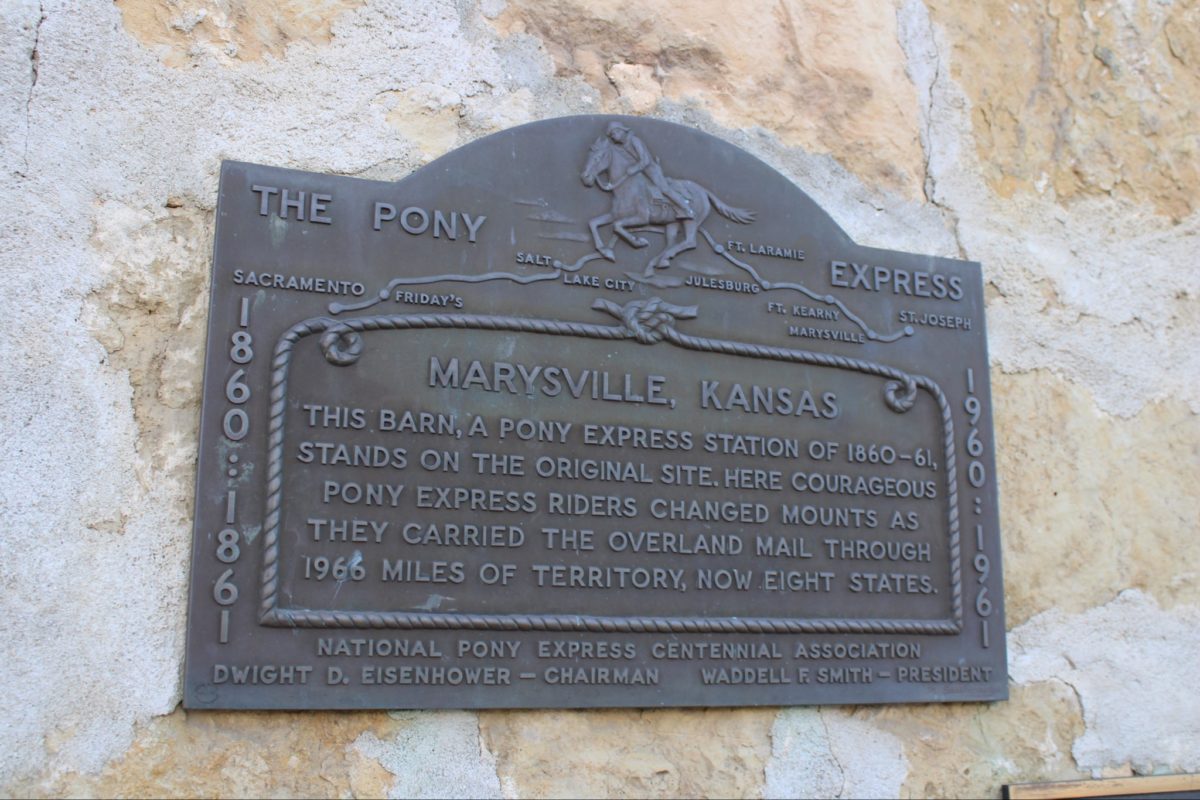 THE PONY EXPRESS
SACRAMENTO
FRIDAY'S
SALT
LAKE CITY
FT. LARAMIE
JULESBURG
FT. KEARNY
MARYSVILLE
ST. JOSEPH
1860::1861
1960::1961
MARYSVILLE, KANSAS
THIS BARN, A PONY EXPRESS STATION OF 1860-61,
STANDS ON THE ORIGINAL SITE. HERE COURAGEOUS
PONY EXPRESS RIDERS CHANGED MOUNTS AS
THEY CARRIED THE OVERLAND MAIL THROUGH
1966 MILES OF TERRITORY, NOW EIGHT STATES.
NATIONAL PONY EXPRESS CENTENNIAL ASSOCIATION
DWIGHT D. EISENHOWER – CHAIRMAN WADDELL F. SMITH – PRESIDENT